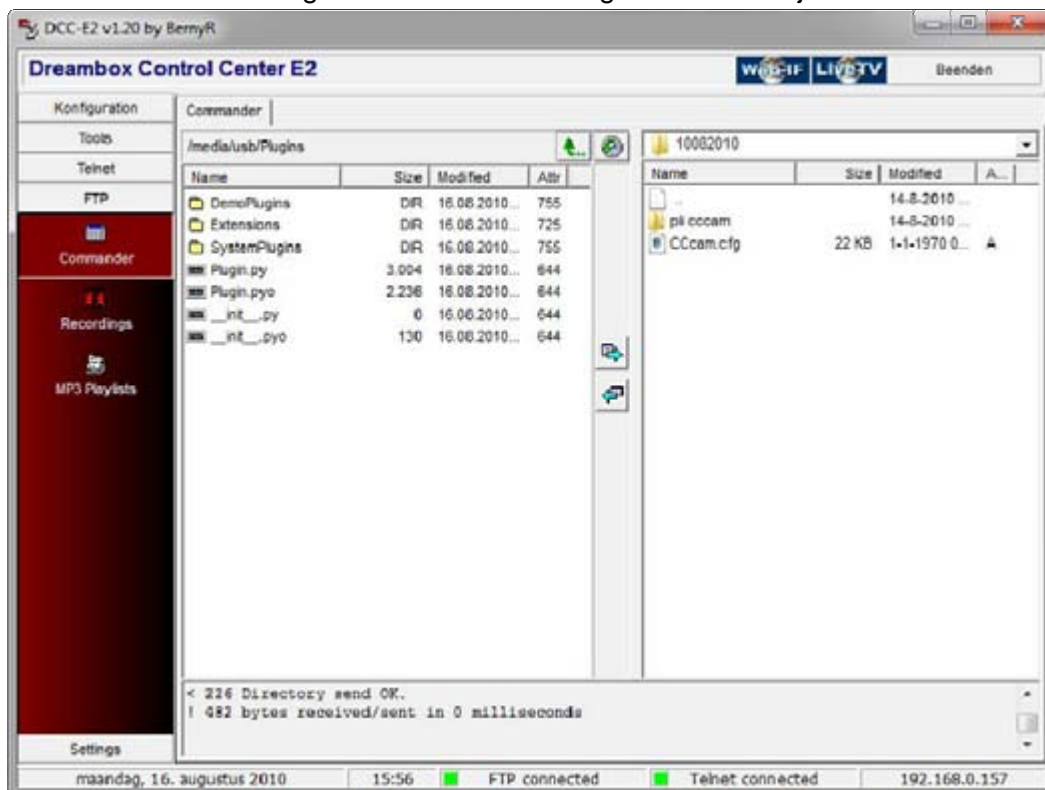 DCC-E2 v1.20 by BernyR
Dreambox Control Center E2
Web-IF LiveTV Beenden
Konfiguration
Tools
Telnet
FTP
Commander
Recordings
MP3 Playlists
Settings
Commander
/media/usb/Plugins
Name Size Modified Attr
DemoPlugins DIR 16.08.2010... 755
Extensions DIR 16.08.2010... 725
SystemPlugins DIR 16.08.2010... 755
Plugin.py 3.004 16.08.2010... 644
Plugin.pyo 2.236 16.08.2010... 644
__init__.py 0 16.08.2010... 644
__init__.pyo 130 16.08.2010... 644
10082010
Name Size Modified A...
.. 14-8-2010 ...
pli cccam 14-8-2010 ...
CCcam.cfg 22 KB 1-1-1970 0... A
< 226 Directory send OK.
! 482 bytes received/sent in 0 milliseconds
maandag, 16. augustus 2010 15:56 FTP connected Telnet connected 192.168.0.157